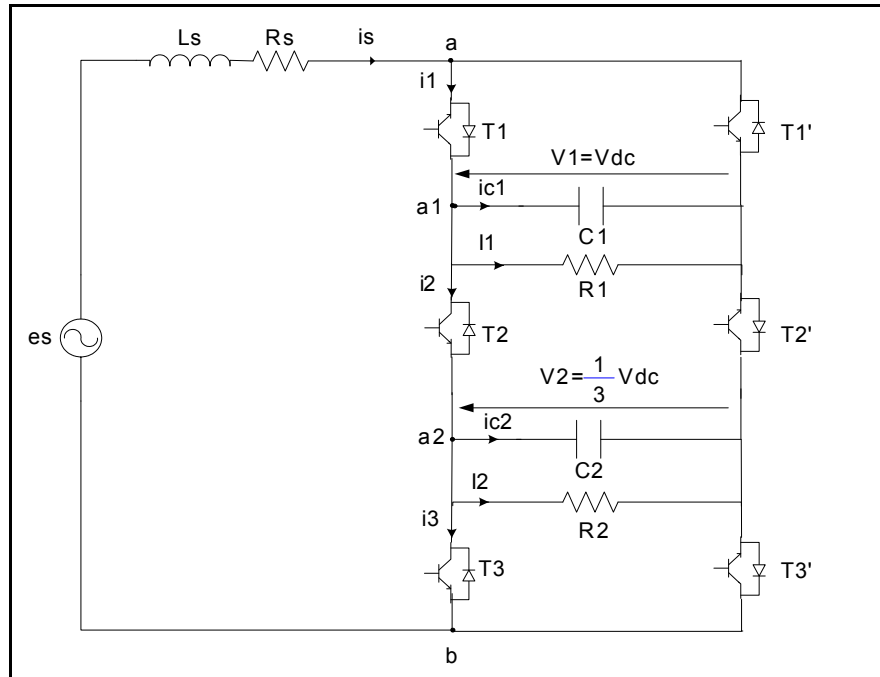 Ls Rs is a
i1
T1 T1'
V1=Vdc
ic1
a1
C1
I1
i2 R1
T2 T2'
es
V2=1/3 Vdc
ic2
a2
C2
I2
i3 R2
T3 T3'
b